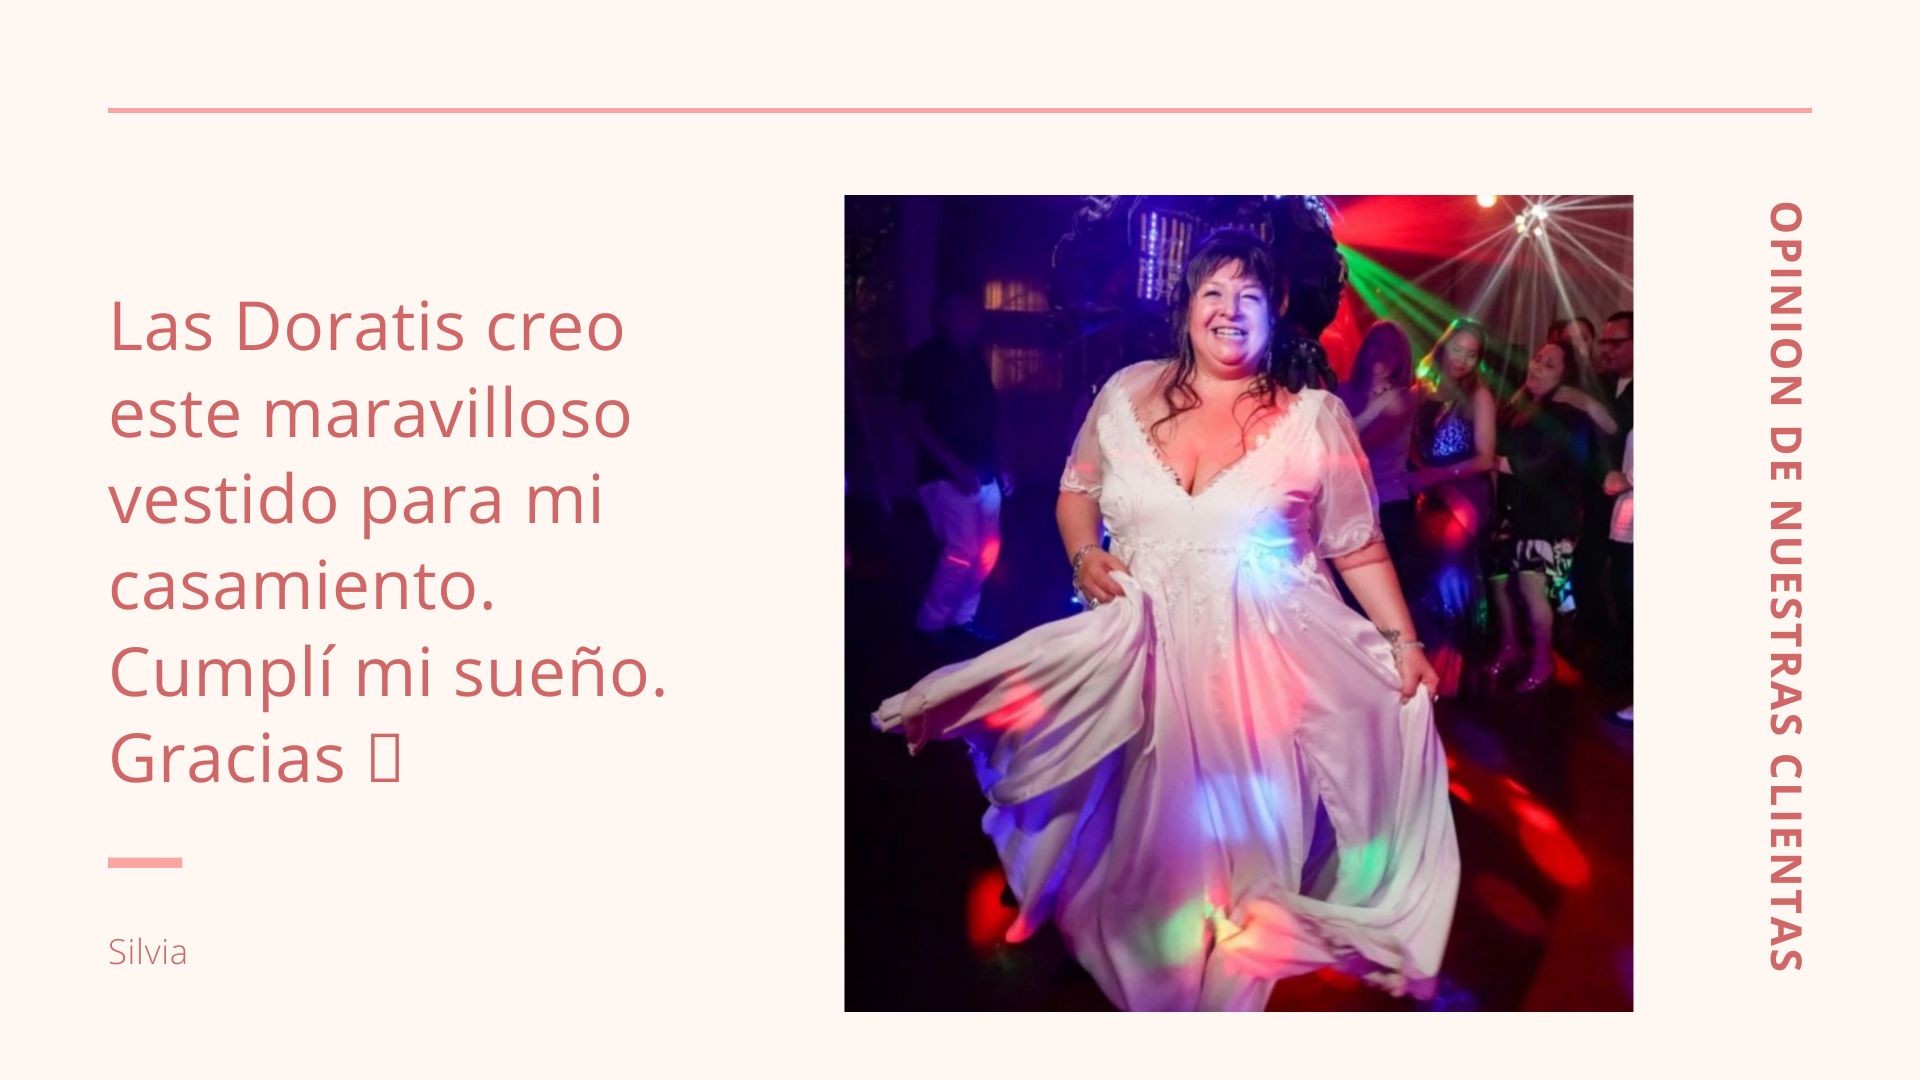 Las Doratis creo
este maravilloso
vestido para mi
casamiento.
Cumplí mi sueño.
Gracias
Silvia
OPINION DE NUESTRAS CLIENTAS